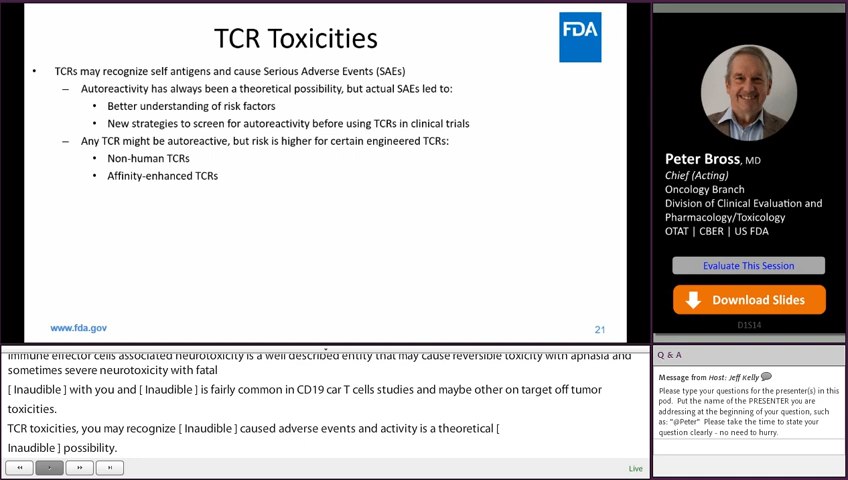 TCR Toxicities
FDA
• TCRs may recognize self antigens and cause Serious Adverse Events (SAEs)
– Autoreactivity has always been a theoretical possibility, but actual SAEs led to:
• Better understanding of risk factors
• New strategies to screen for autoreactivity before using TCRs in clinical trials
– Any TCR might be autoreactive, but risk is higher for certain engineered TCRs:
• Non-human TCRs
• Affinity-enhanced TCRs
www.fda.gov
21
Peter Bross, MD
Chief (Acting)
Oncology Branch
Division of Clinical Evaluation and
Pharmacology/Toxicology
OTAT | CBER | US FDA
Evaluate This Session
Download Slides
D1S14
immune effector cells associated neurotoxicity is a well described entity that may cause reversible toxicity with aphasia and
sometimes severe neurotoxicity with fatal
[ Inaudible ] with you and [ Inaudible ] is fairly common in CD19 car T cells studies and maybe other on target off tumor
toxicities.
TCR toxicities, you may recognize [ Inaudible ] caused adverse events and activity is a theoretical [
Inaudible ] possibility.
Live
Q & A
Message from Host: Jeff Kelly
Please type your questions for the presenter(s) in this
pod. Put the name of the PRESENTER you are
addressing at the beginning of your question, such
as: "@Peter" Please take the time to state your
question clearly - no need to hurry.